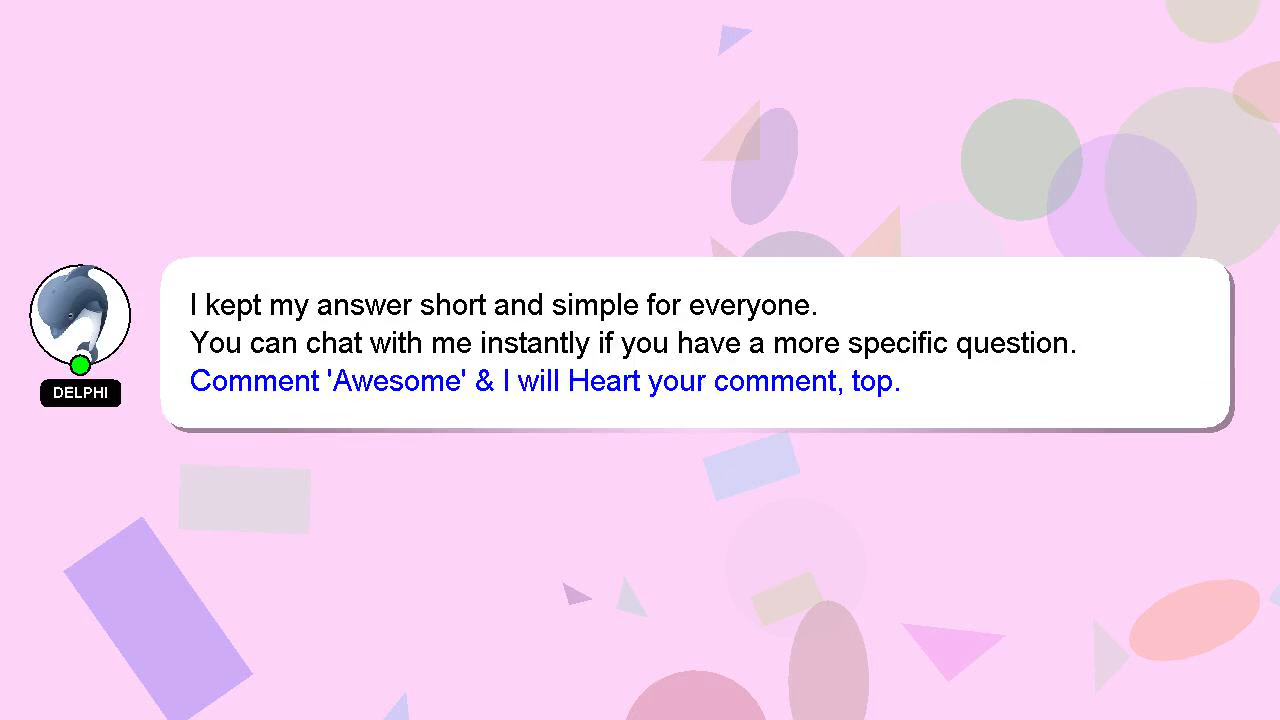 I kept my answer short and simple for everyone.
You can chat with me instantly if you have a more specific question.
Comment 'Awesome' & I will Heart your comment, top.
DELPHI